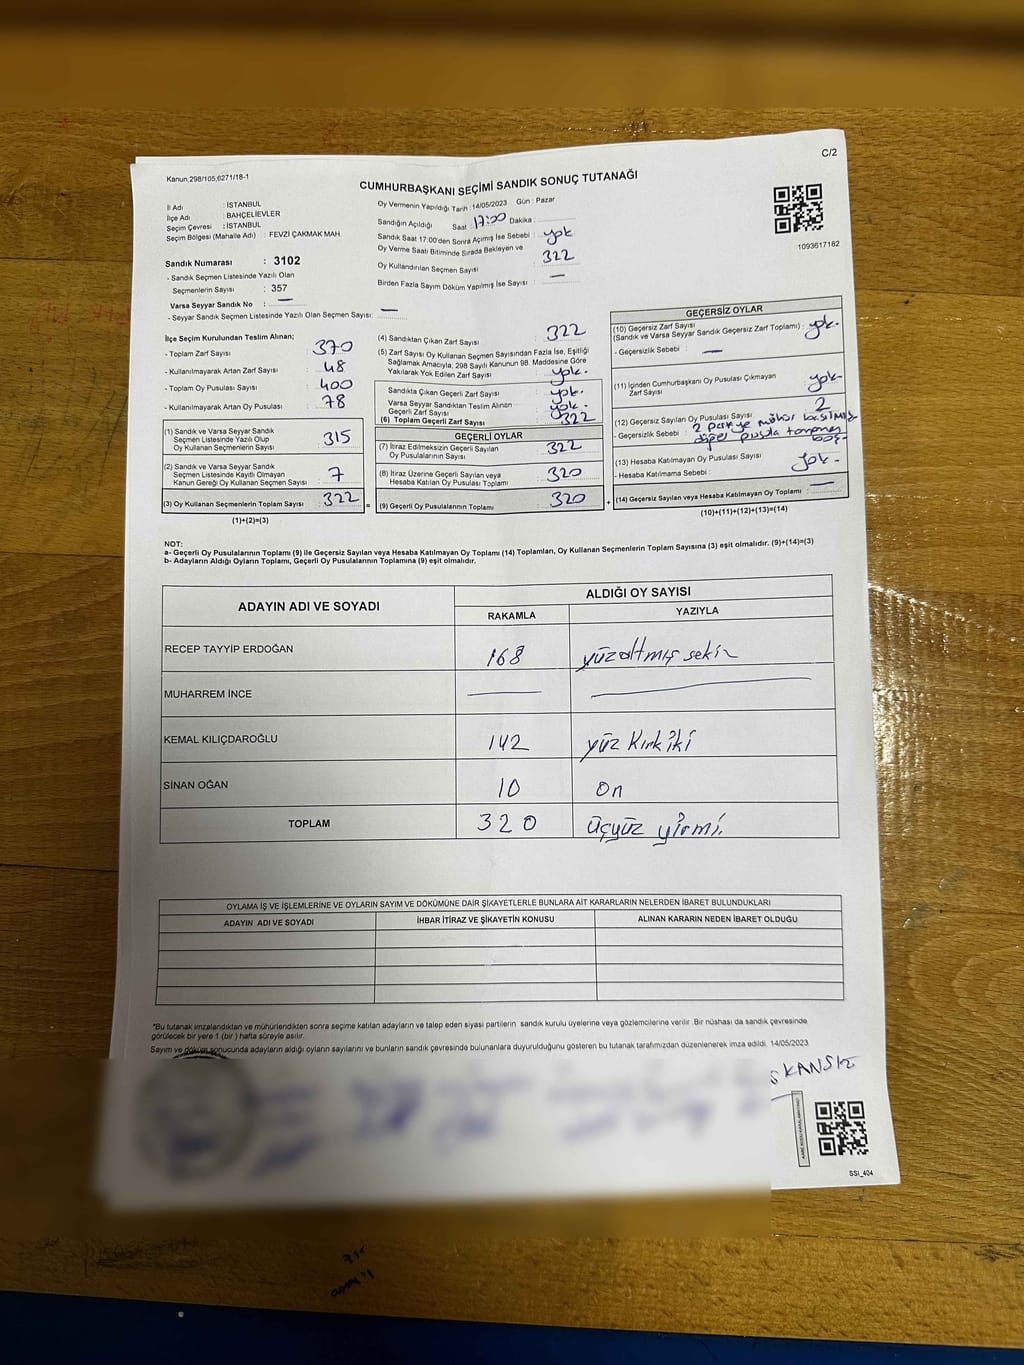 C/2
Kanun,298/105,6271/18-1
CUMHURBAŞKANI SEÇİMİ SANDIK SONUÇ TUTANAĞI
İl Adı : İSTANBUL
İlçe Adı : BAHÇELİEVLER
Seçim Çevresi : İSTANBUL
Seçim Bölgesi (Mahalle Adı) : FEVZİ ÇAKMAK MAH
Oy Vermenin Yapıldığı Tarih : 14/05/2023 Gün : Pazar
Sandığın Açıldığı Saat : 17:00 Dakika :
Sandık Saat 17:00'den Sonra Açımış İse Sebebi : yok
Oy Verme Saati Bitiminde Sırada Bekleyen ve
Oy Kullandırılan Seçmen Sayısı : 322
Birden Fazla Sayım Döküm Yapılmış İse Sayısı : —
1093617182
Sandık Numarası : 3102
- Sandık Seçmen Listesinde Yazılı Olan
Seçmenlerin Sayısı : 357
Varsa Seyyar Sandık No : —
- Seyyar Sandık Seçmen Listesinde Yazılı Olan Seçmen Sayısı: —
İlçe Seçim Kurulundan Teslim Alınan;
- Toplam Zarf Sayısı : 370
- Kullanılmayarak Artan Zarf Sayısı : 48
- Toplam Oy Pusulası Sayısı : 400
- Kullanılmayarak Artan Oy Pusulası : 78
(1) Sandık ve Varsa Seyyar Sandık
Seçmen Listesinde Yazılı Olup
Oy Kullanan Seçmenlerin Sayısı : 315
(2) Sandık ve Varsa Seyyar Sandık
Seçmen Listesinde Kayıtlı Olmayan
Kanun Gereği Oy Kullanan Seçmen Sayısı : 7
(3) Oy Kullanan Seçmenlerin Toplam Sayısı : 322 =
(1)+(2)=(3)
(4) Sandıktan Çıkan Zarf Sayısı : 322
(5) Zarf Sayısı Oy Kullanan Seçmen Sayısından Fazla İse, Eşitliği
Sağlamak Amacıyla; 298 Sayılı Kanunun 98. Maddesine Göre
Yakılarak Yok Edilen Zarf Sayısı : yok.
Sandıkta Çıkan Geçerli Zarf Sayısı : yok.
Varsa Seyyar Sandıktan Teslim Alınan
Geçerli Zarf Sayısı : yok.
(6) Toplam Geçerli Zarf Sayısı : 322
GEÇERLİ OYLAR
(7) İtiraz Edilmeksizin Geçerli Sayılan
Oy Pusulalarının Sayısı : 322
(8) İtiraz Üzerine Geçerli Sayılan veya
Hesaba Katılan Oy Pusulası Toplamı : 320
(9) Geçerli Oy Pusulalarının Toplamı : 320 +
GEÇERSİZ OYLAR
(10) Geçersiz Zarf Sayısı
(Sandık ve Varsa Seyyar Sandık Geçersiz Zarf Toplamı) : yok.
- Geçersizlik Sebebi : —
(11) İçinden Cumhurbaşkanı Oy Pusulası Çıkmayan
Zarf Sayısı : yok-
(12) Geçersiz Sayılan Oy Pusulası Sayısı : 2
- Geçersizlik Sebebi : 2 partiye mühür basılmış
diğer pusula tamamen boş.
(13) Hesaba Katılmayan Oy Pusulası Sayısı : yok-
- Hesaba Katılmama Sebebi :
(14) Geçersiz Sayılan veya Hesaba Katılmayan Oy Toplamı : —
(10)+(11)+(12)+(13)=(14)
NOT:
a- Geçerli Oy Pusulalarının Toplamı (9) ile Geçersiz Sayılan veya Hesaba Katılmayan Oy Toplamı (14) Toplamları, Oy Kullanan Seçmenlerin Toplam Sayısına (3) eşit olmalıdır. (9)+(14)=(3)
b- Adayların Aldığı Oyların Toplamı, Geçerli Oy Pusulalarının Toplamına (9) eşit olmalıdır.
ADAYIN ADI VE SOYADI
ALDIĞI OY SAYISI
RAKAMLA YAZIYLA
RECEP TAYYİP ERDOĞAN 168 yüzaltmış sekiz
MUHARREM İNCE — —
KEMAL KILIÇDAROĞLU 142 yüz Kırk iki
SİNAN OĞAN 10 on
TOPLAM 320 üçyüz yirmi.
OYLAMA İŞ VE İŞLEMLERİNE VE OYLARIN SAYIM VE DÖKÜMÜNE DAİR ŞİKAYETLERLE BUNLARA AİT KARARLARIN NELERDEN İBARET BULUNDUKLARI
ADAYIN ADI VE SOYADI İHBAR İTİRAZ VE ŞİKAYETİN KONUSU ALINAN KARARIN NEDEN İBARET OLDUĞU
*Bu tutanak imzalandıktan ve mühürlendikten sonra seçime katılan adayların ve talep eden siyasi partilerin sandık kurulu üyelerine veya gözlemcilerine verilir. Bir nüshası da sandık çevresinde
görülecek bir yere 1 (bir) hafta süreyle asılır.
Sayım ve döküm sonucunda adayların aldığı oyların sayılarını ve bunların sandık çevresinde bulunanlara duyurulduğunu gösteren bu tutanak tarafımızdan düzenlenerek imza edildi. 14/05/2023
SSİ_404